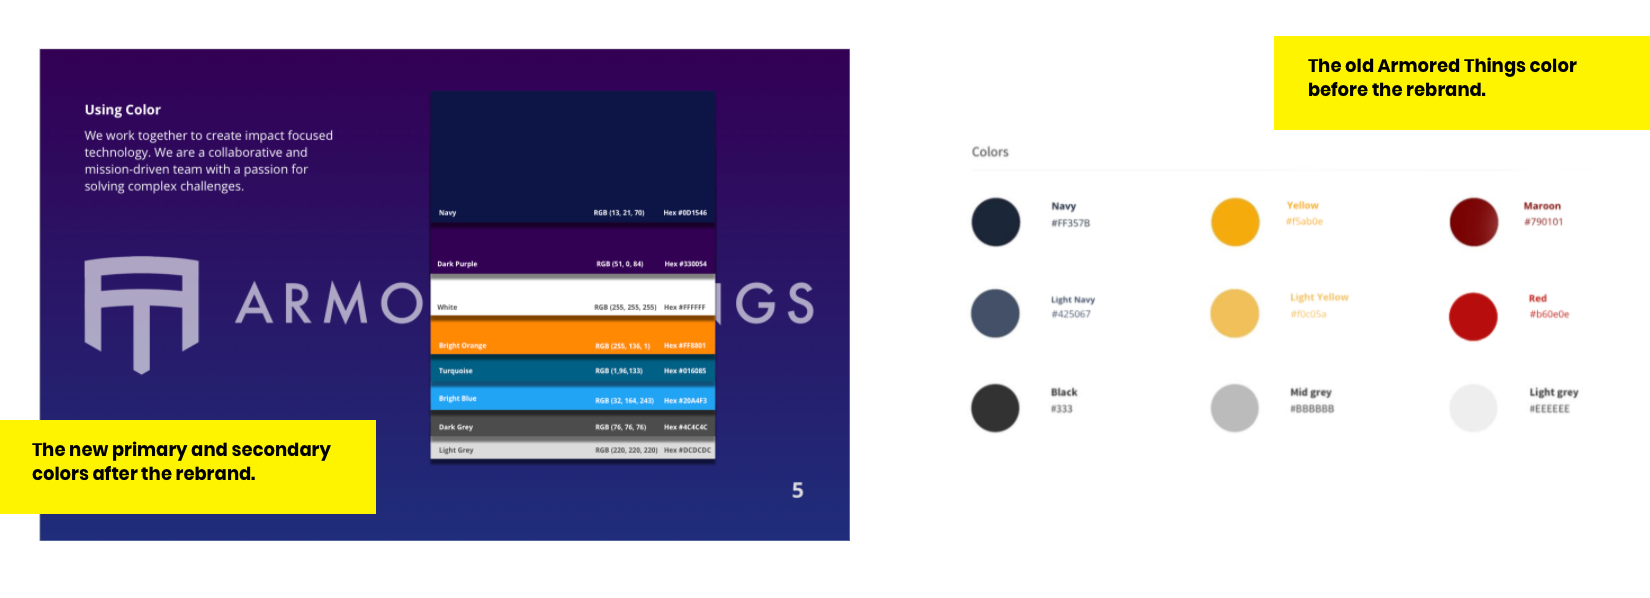 Using Color
We work together to create impact focused
technology. We are a collaborative and
mission-driven team with a passion for
solving complex challenges.
ARMO
NGS
Navy RGB (13, 21, 70) Hex #0D1546
Dark Purple RGB (51, 0, 84) Hex #330054
White RGB (255, 255, 255) Hex #FFFFFF
Bright Orange RGB (255, 136, 1) Hex #FF8801
Turquoise RGB (1,96,133) Hex #016085
Bright Blue RGB (32, 164, 243) Hex #20A4F3
Dark Grey RGB (76, 76, 76) Hex #4C4C4C
Light Grey RGB (220, 220, 220) Hex #DCDCDC
5
The new primary and secondary
colors after the rebrand.
The old Armored Things color
before the rebrand.
Colors
Navy
#FF357B
Yellow
#f5ab0e
Maroon
#790101
Light Navy
#425067
Light Yellow
#f0c05a
Red
#b60e0e
Black
#333
Mid grey
#BBBBBB
Light grey
#EEEEEE